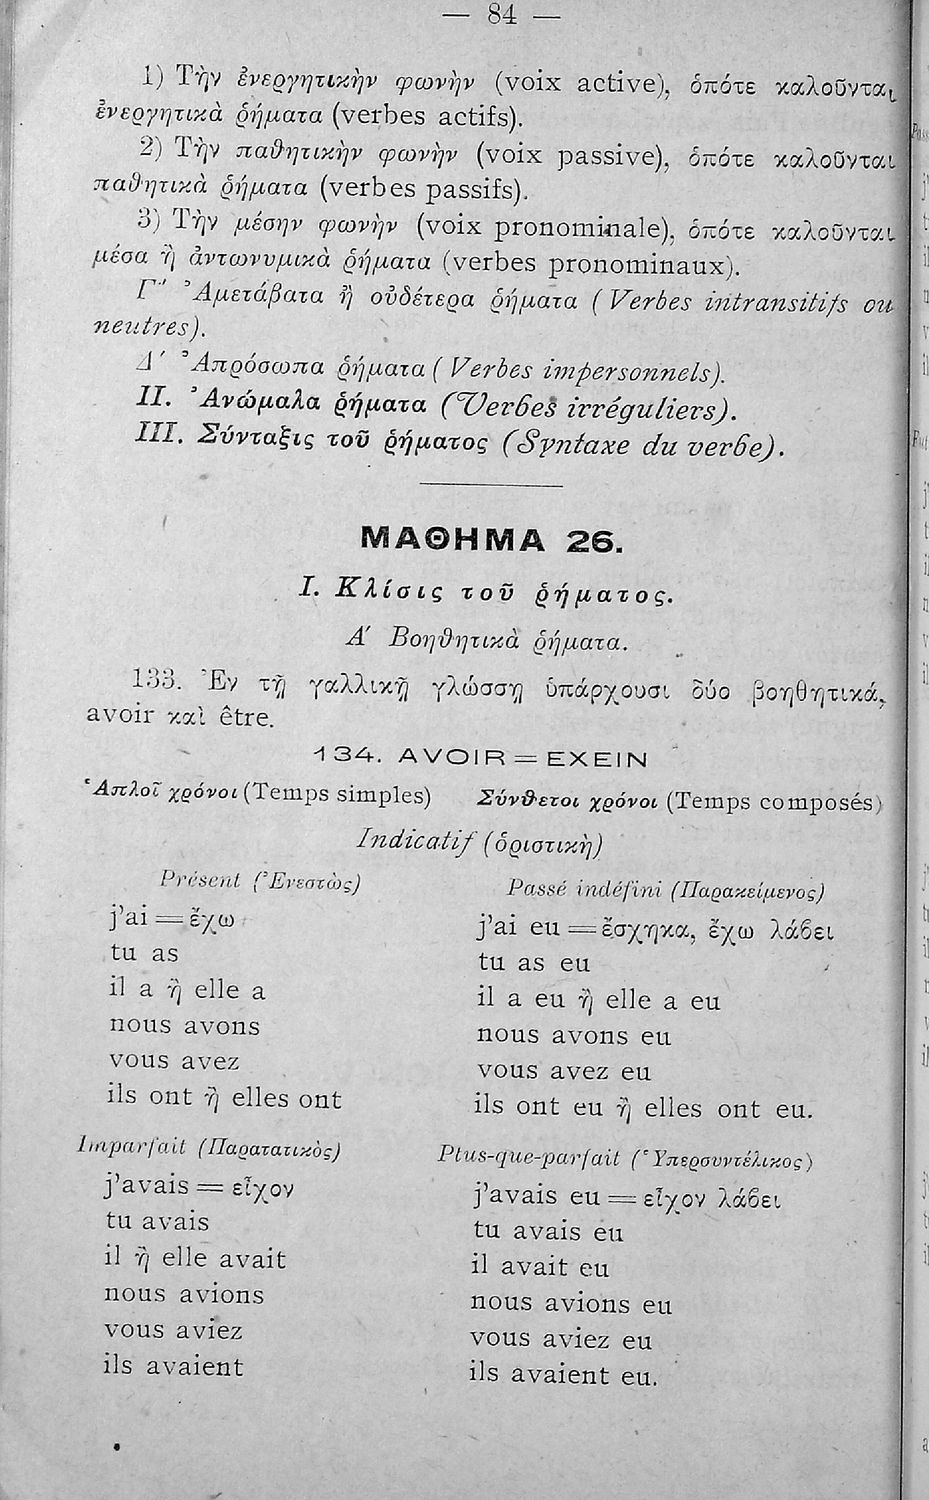 — 84 —
1) Τὴν ἐνεργητικὴν φωνὴν (voix active), ὁπότε καλοῦνται
ἐνεργητικὰ ῥήματα (verbes actifs).
2) Τὴν παθητικὴν φωνὴν (voix passive), ὁπότε καλοῦνται
παθητικὰ ῥήματα (verbes passifs).
3) Τὴν μέσην φωνὴν (voix pronominale), ὁπότε καλοῦνται
μέσα ἢ ἀντωνυμικὰ ῥήματα (verbes pronominaux).
Γ΄ Ἀμετάβατα ἢ οὐδέτερα ῥήματα (Verbes intransitifs ou
neutres).
Δ΄ Ἀπρόσωπα ῥήματα (Verbes impersonnels).
II. Ἀνώμαλα ῥήματα (Verbes irréguliers).
III. Σύνταξις τοῦ ῥήματος (Syntaxe du verbe).
ΜΑΘΗΜΑ 26.
I. Κλίσις τοῦ ῥήματος.
Α΄ Βοηθητικὰ ῥήματα.
133. Ἐν τῇ γαλλικῇ γλώσσῃ ὑπάρχουσι δύο βοηθητικά,
avoir καὶ être.
134. AVOIR = ΕΧΕΙΝ
Ἁπλοῖ χρόνοι (Temps simples) Σύνθετοι χρόνοι (Temps composés)
Indicatif (ὁριστικὴ)
Présent (Ἐνεστὼς)
j'ai = ἔχω
tu as
il a ἢ elle a
nous avons
vous avez
ils ont ἢ elles ont
Imparfait (Παρατατικὸς)
j'avais = εἶχον
tu avais
il ἢ elle avait
nous avions
vous aviez
ils avaient
Passé indéfini (Παρακείμενος)
j'ai eu = ἔσχηκα, ἔχω λάβει
tu as eu
il a eu ἢ elle a eu
nous avons eu
vous avez eu
ils ont eu ἢ elles ont eu.
Plus-que-parfait (Ὑπερσυντέλικος)
j'avais eu = εἶχον λάβει
tu avais eu
il avait eu
nous avions eu
vous aviez eu
ils avaient eu.